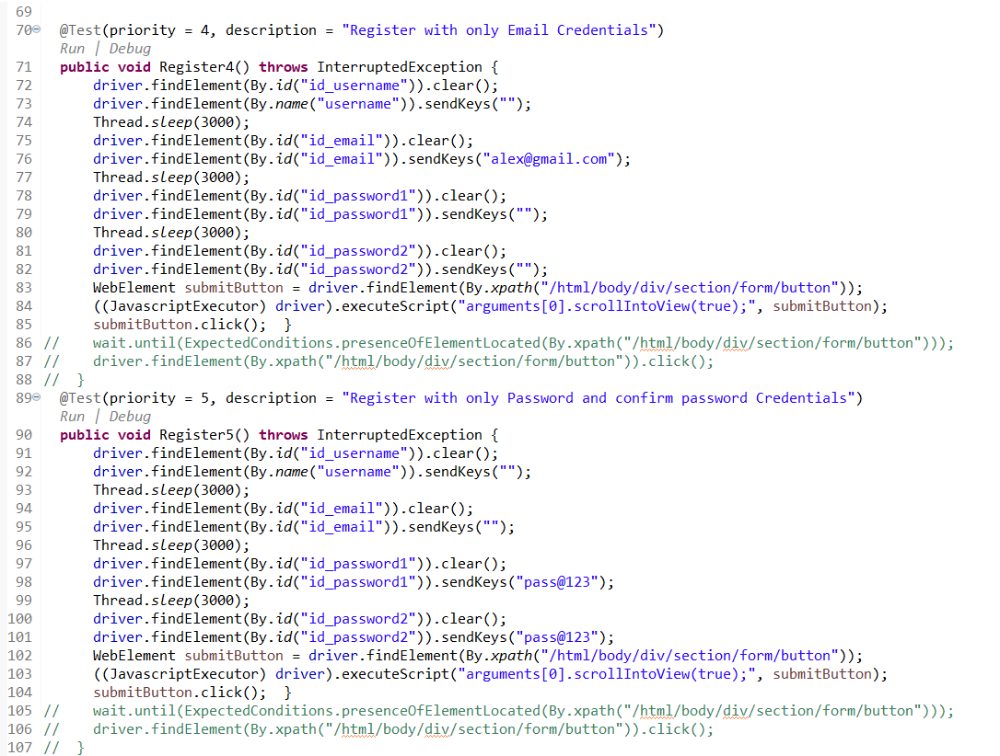 69
70 @Test(priority = 4, description = "Register with only Email Credentials")
Run | Debug
71 public void Register4() throws InterruptedException {
72 driver.findElement(By.id("id_username")).clear();
73 driver.findElement(By.name("username")).sendKeys("");
74 Thread.sleep(3000);
75 driver.findElement(By.id("id_email")).clear();
76 driver.findElement(By.id("id_email")).sendKeys("alex@gmail.com");
77 Thread.sleep(3000);
78 driver.findElement(By.id("id_password1")).clear();
79 driver.findElement(By.id("id_password1")).sendKeys("");
80 Thread.sleep(3000);
81 driver.findElement(By.id("id_password2")).clear();
82 driver.findElement(By.id("id_password2")).sendKeys("");
83 WebElement submitButton = driver.findElement(By.xpath("/html/body/div/section/form/button"));
84 ((JavascriptExecutor) driver).executeScript("arguments[0].scrollIntoView(true);", submitButton);
85 submitButton.click();  }
86 // wait.until(ExpectedConditions.presenceOfElementLocated(By.xpath("/html/body/div/section/form/button")));
87 // driver.findElement(By.xpath("/html/body/div/section/form/button")).click();
88 // }
89 @Test(priority = 5, description = "Register with only Password and confirm password Credentials")
Run | Debug
90 public void Register5() throws InterruptedException {
91 driver.findElement(By.id("id_username")).clear();
92 driver.findElement(By.name("username")).sendKeys("");
93 Thread.sleep(3000);
94 driver.findElement(By.id("id_email")).clear();
95 driver.findElement(By.id("id_email")).sendKeys("");
96 Thread.sleep(3000);
97 driver.findElement(By.id("id_password1")).clear();
98 driver.findElement(By.id("id_password1")).sendKeys("pass@123");
99 Thread.sleep(3000);
100 driver.findElement(By.id("id_password2")).clear();
101 driver.findElement(By.id("id_password2")).sendKeys("pass@123");
102 WebElement submitButton = driver.findElement(By.xpath("/html/body/div/section/form/button"));
103 ((JavascriptExecutor) driver).executeScript("arguments[0].scrollIntoView(true);", submitButton);
104 submitButton.click();  }
105 // wait.until(ExpectedConditions.presenceOfElementLocated(By.xpath("/html/body/div/section/form/button")));
106 // driver.findElement(By.xpath("/html/body/div/section/form/button")).click();
107 // }